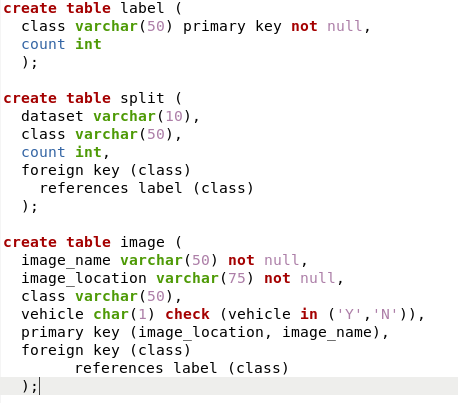 create table label (
  class varchar(50) primary key not null,
  count int
  );

create table split (
  dataset varchar(10),
  class varchar(50),
  count int,
  foreign key (class)
    references label (class)
  );

create table image (
  image_name varchar(50) not null,
  image_location varchar(75) not null,
  class varchar(50),
  vehicle char(1) check (vehicle in ('Y','N')),
  primary key (image_location, image_name),
  foreign key (class)
        references label (class)
  );